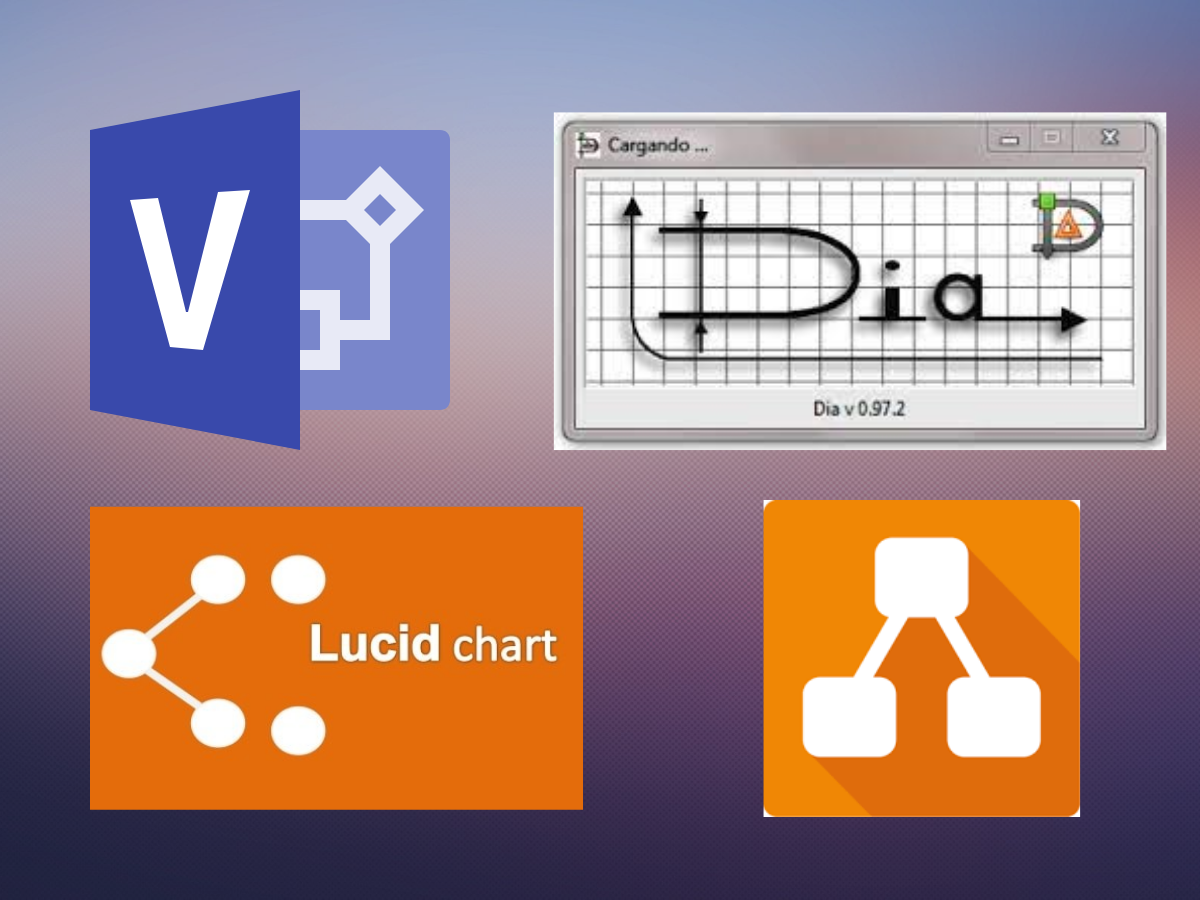 V
Cargando ...
Dia
Dia v 0.97.2
Lucid chart